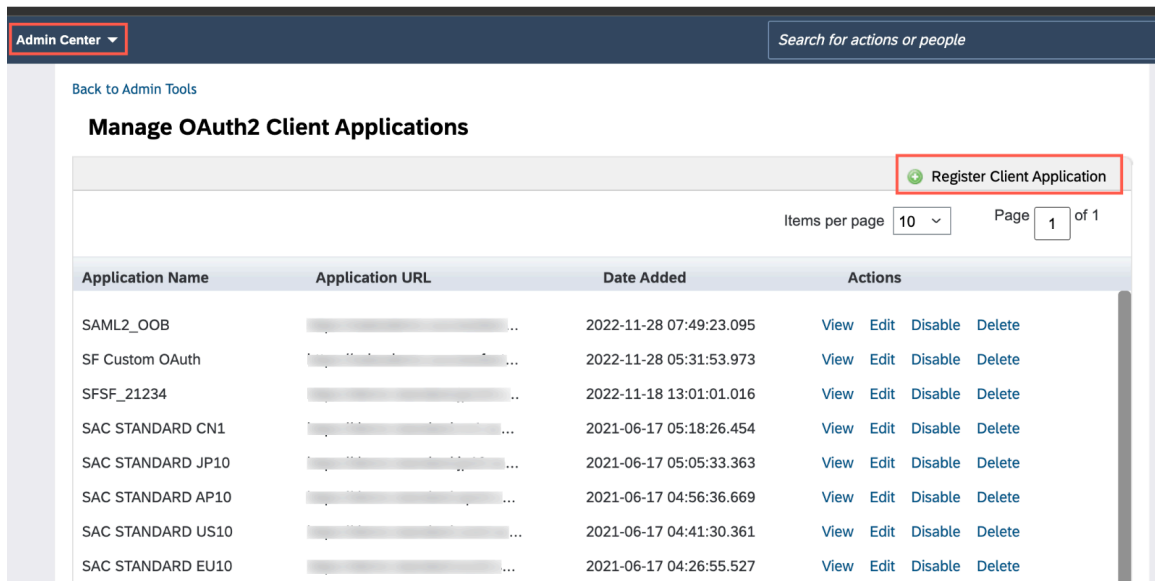 Admin Center
Search for actions or people
Back to Admin Tools
Manage OAuth2 Client Applications
Register Client Application
Items per page 10 Page 1 of 1
Application Name Application URL Date Added Actions
SAML2_OOB ... 2022-11-28 07:49:23.095 View Edit Disable Delete
SF Custom OAuth ... 2022-11-28 05:31:53.973 View Edit Disable Delete
SFSF_21234 .. 2022-11-18 13:01:01.016 View Edit Disable Delete
SAC STANDARD CN1 ... 2021-06-17 05:18:26.454 View Edit Disable Delete
SAC STANDARD JP10 ... 2021-06-17 05:05:33.363 View Edit Disable Delete
SAC STANDARD AP10 ... 2021-06-17 04:56:36.669 View Edit Disable Delete
SAC STANDARD US10 ... 2021-06-17 04:41:30.361 View Edit Disable Delete
SAC STANDARD EU10 ... 2021-06-17 04:26:55.527 View Edit Disable Delete